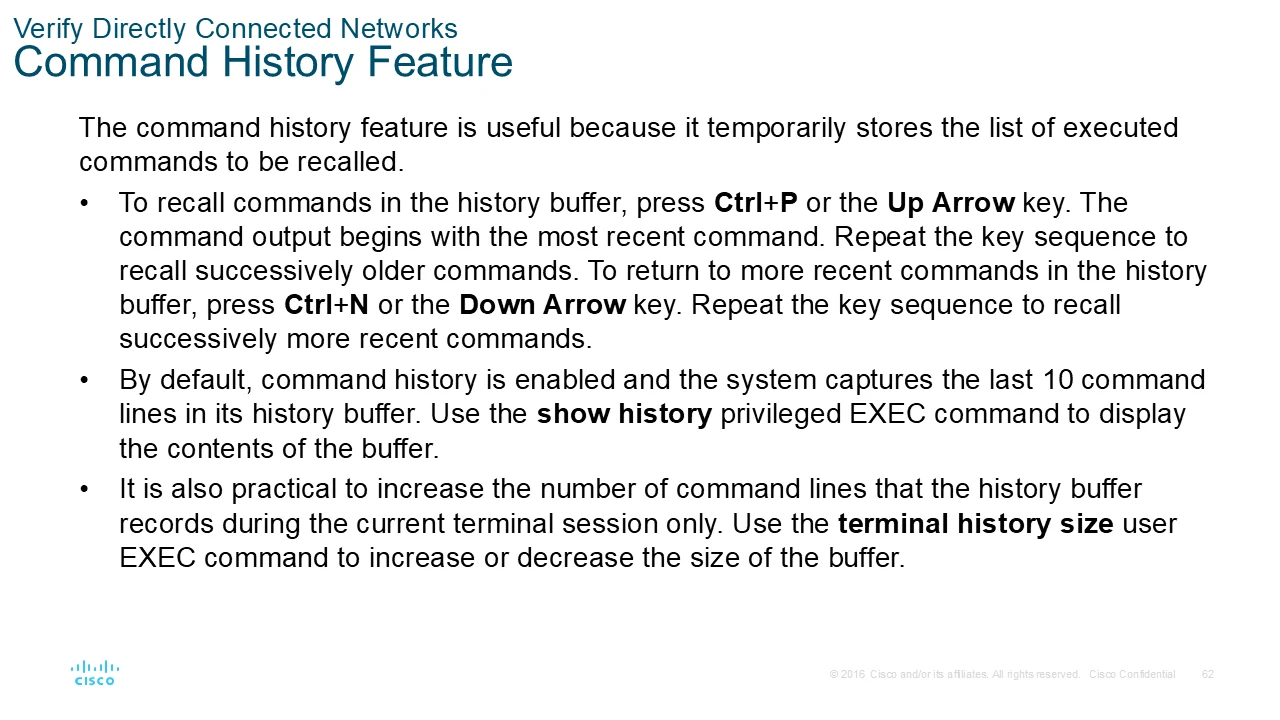 Verify Directly Connected Networks
Command History Feature
The command history feature is useful because it temporarily stores the list of executed
commands to be recalled.
• To recall commands in the history buffer, press Ctrl+P or the Up Arrow key. The
command output begins with the most recent command. Repeat the key sequence to
recall successively older commands. To return to more recent commands in the history
buffer, press Ctrl+N or the Down Arrow key. Repeat the key sequence to recall
successively more recent commands.
• By default, command history is enabled and the system captures the last 10 command
lines in its history buffer. Use the show history privileged EXEC command to display
the contents of the buffer.
• It is also practical to increase the number of command lines that the history buffer
records during the current terminal session only. Use the terminal history size user
EXEC command to increase or decrease the size of the buffer.
CISCO
© 2016 Cisco and/or its affiliates. All rights reserved. Cisco Confidential 62